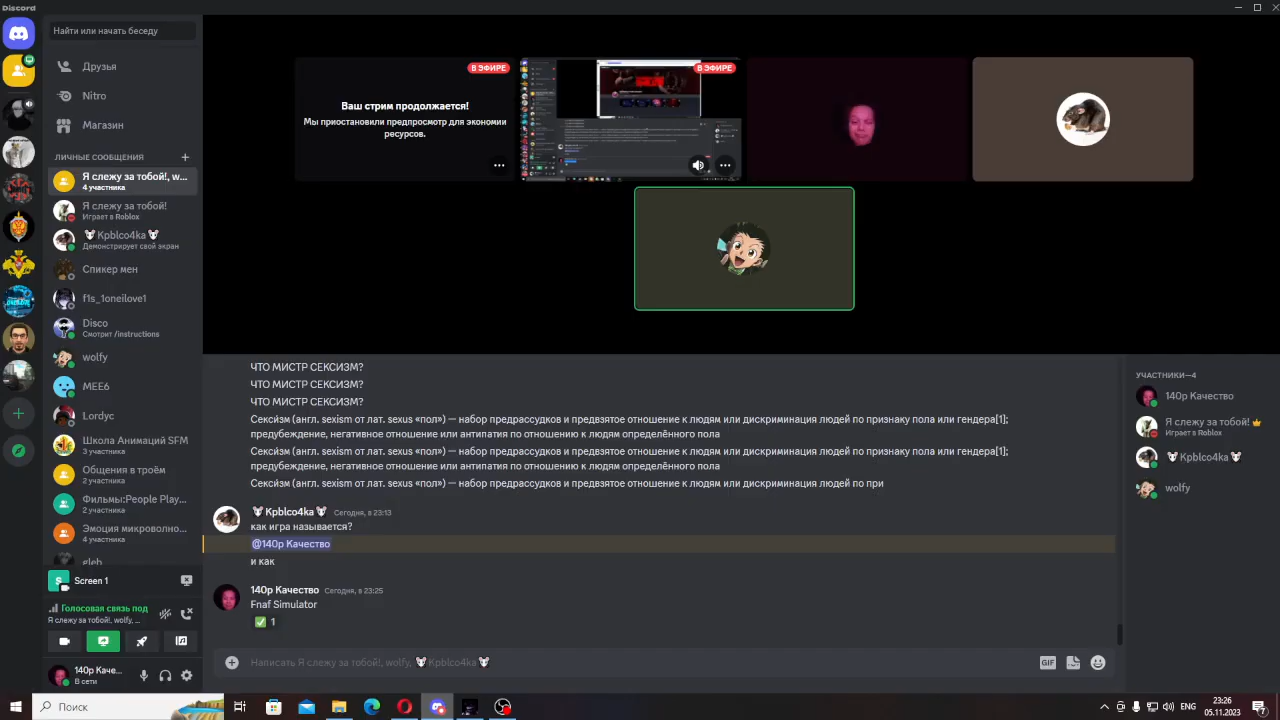 Discord
Найти или начать беседу
Друзья
Nitro
Магазин
ЛИЧНЫЕ СООБЩЕНИЯ
Я слежу за тобой!, w...
4 участника
Я слежу за тобой!
Играет в Roblox
Kpblco4ka
Демонстрирует свой экран
Спикер мен
f1s_1oneilove1
Disco
Смотрит /instructions
wolfy
MEE6
Lordyc
Школа Анимаций SFM
3 участника
Общения в троём
2 участника
Фильмы:People Play...
2 участника
Эмоция микроволно...
4 участника
gleb
Screen 1
Голосовая связь под
Я слежу за тобой!, wolfy, ...
140р Каче...
В сети
В ЭФИРЕ
Ваш стрим продолжается!
Мы приостановили предпросмотр для экономии
ресурсов.
В ЭФИРЕ
ЧТО МИСТР СЕКСИЗМ?
ЧТО МИСТР СЕКСИЗМ?
ЧТО МИСТР СЕКСИЗМ?
Секси́зм (англ. sexism от лат. sexus «пол») — набор предрассудков и предвзятое отношение к людям или дискриминация людей по признаку пола или гендера[1];
предубеждение, негативное отношение или антипатия по отношению к людям определённого пола
Секси́зм (англ. sexism от лат. sexus «пол») — набор предрассудков и предвзятое отношение к людям или дискриминация людей по признаку пола или гендера[1];
предубеждение, негативное отношение или антипатия по отношению к людям определённого пола
Секси́зм (англ. sexism от лат. sexus «пол») — набор предрассудков и предвзятое отношение к людям или дискриминация людей по при
Kpblco4ka Сегодня, в 23:13
как игра называется?
@140р Качество
и как
140р Качество Сегодня, в 23:25
Fnaf Simulator
1
Написать Я слежу за тобой!, wolfy, Kpblco4ka
GIF
УЧАСТНИКИ—4
140р Качество
Я слежу за тобой!
Играет в Roblox
Kpblco4ka
wolfy
Поиск
ENG
23:26
05.11.2023